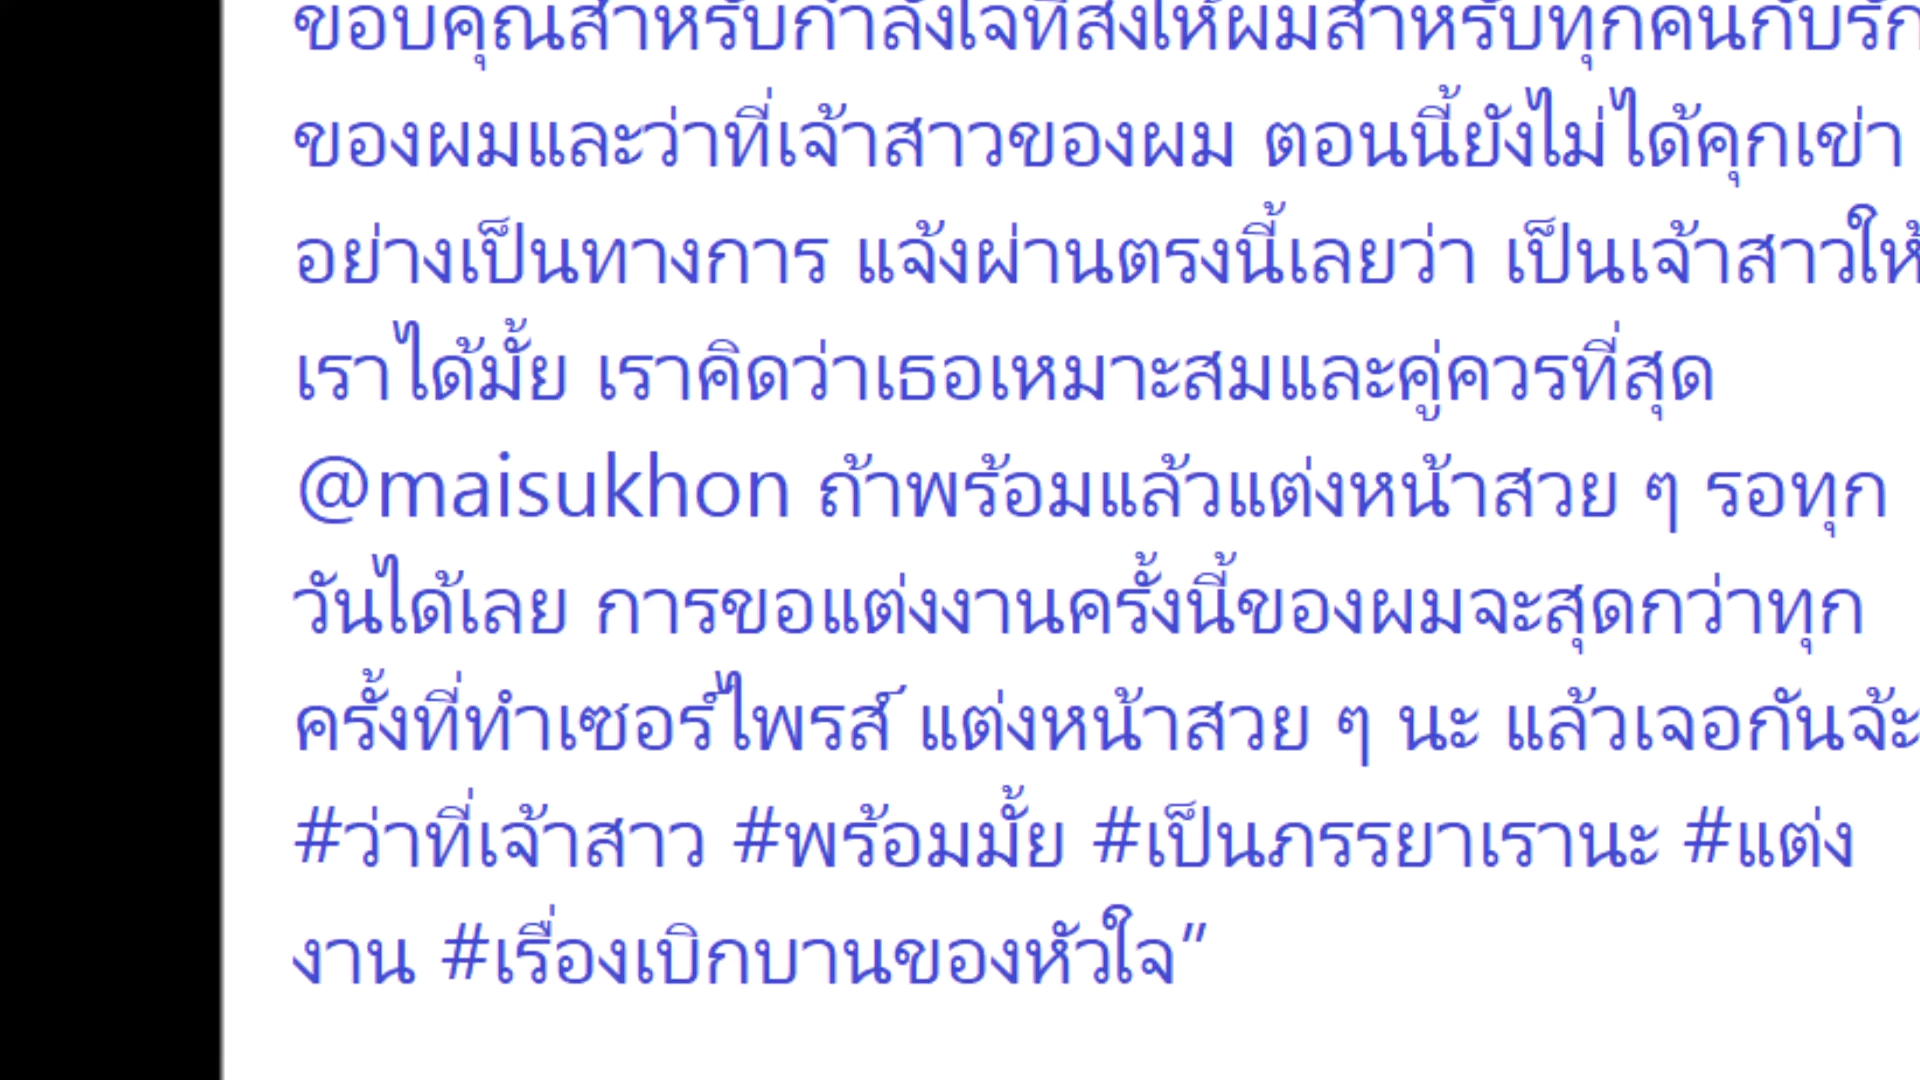 ขอบคุณสำหรับกำลังใจที่ส่งให้ผมสำหรับทุกคนกับรัก
ของผมและว่าที่เจ้าสาวของผม ตอนนี้ยังไม่ได้คุกเข่า
อย่างเป็นทางการ แจ้งผ่านตรงนี้เลยว่า เป็นเจ้าสาวให้
เราได้มั้ย เราคิดว่าเธอเหมาะสมและคู่ควรที่สุด
@maisukhon ถ้าพร้อมแล้วแต่งหน้าสวย ๆ รอทุก
วันได้เลย การขอแต่งงานครั้งนี้ของผมจะสุดกว่าทุก
ครั้งที่ทำเซอร์ไพรส์ แต่งหน้าสวย ๆ นะ แล้วเจอกันจ้ะ
#ว่าที่เจ้าสาว #พร้อมมั้ย #เป็นภรรยาเรานะ #แต่ง
งาน #เรื่องเบิกบานของหัวใจ”